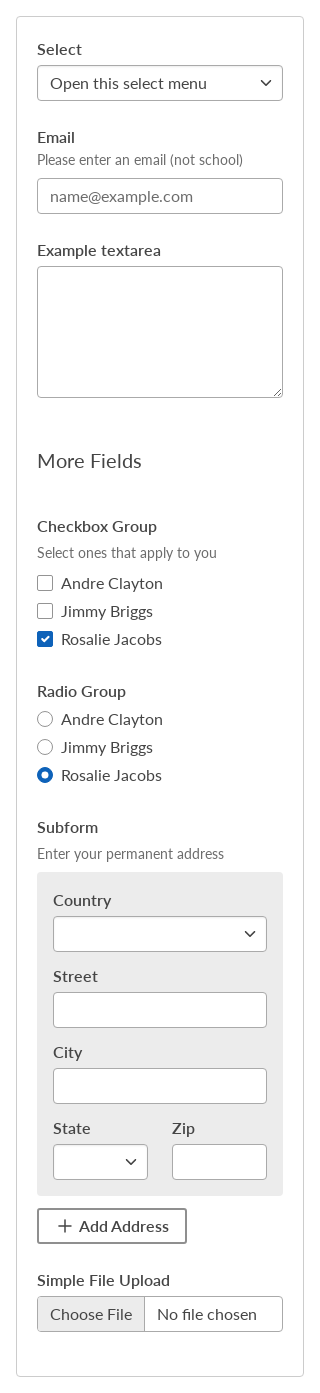 Select
Open this select menu
Email
Please enter an email (not school)
name@example.com
Example textarea
More Fields
Checkbox Group
Select ones that apply to you
Andre Clayton
Jimmy Briggs
Rosalie Jacobs
Radio Group
Andre Clayton
Jimmy Briggs
Rosalie Jacobs
Subform
Enter your permanent address
Country
Street
City
State Zip
Add Address
Simple File Upload
Choose File No file chosen